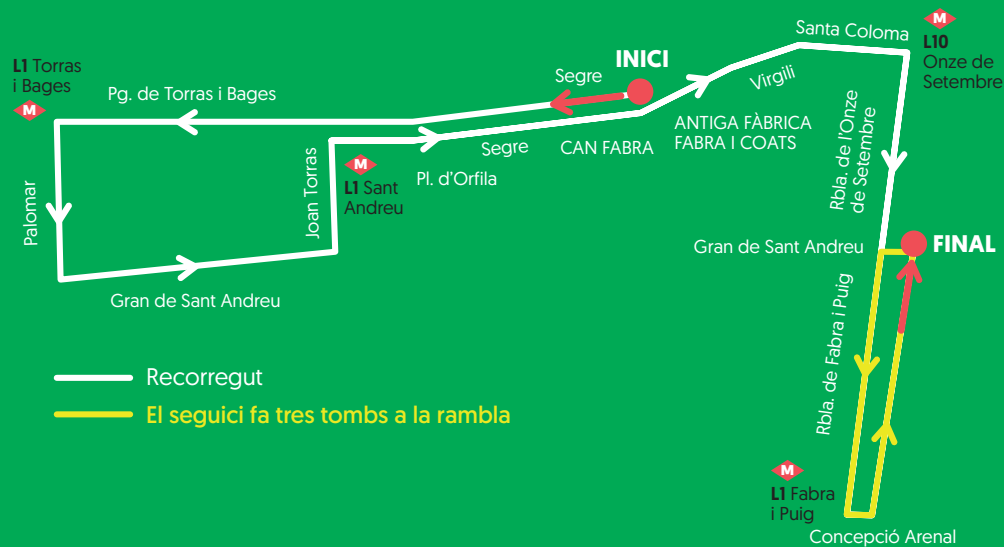 L1 Torras
i Bages
M
Pg. de Torras i Bages
Segre
INICI
Santa Coloma
M
L10
Onze de
Setembre
Virgili
ANTIGA FÀBRICA
FABRA I COATS
CAN FABRA
Segre
Pl. d'Orfila
M
L1 Sant
Andreu
Joan Torras
Palomar
Gran de Sant Andreu
Rbla. de l'Onze
de Setembre
Gran de Sant Andreu
FINAL
Rbla. de Fabra i Puig
M
L1 Fabra
i Puig
Concepció Arenal
Recorregut
El seguici fa tres tombs a la rambla